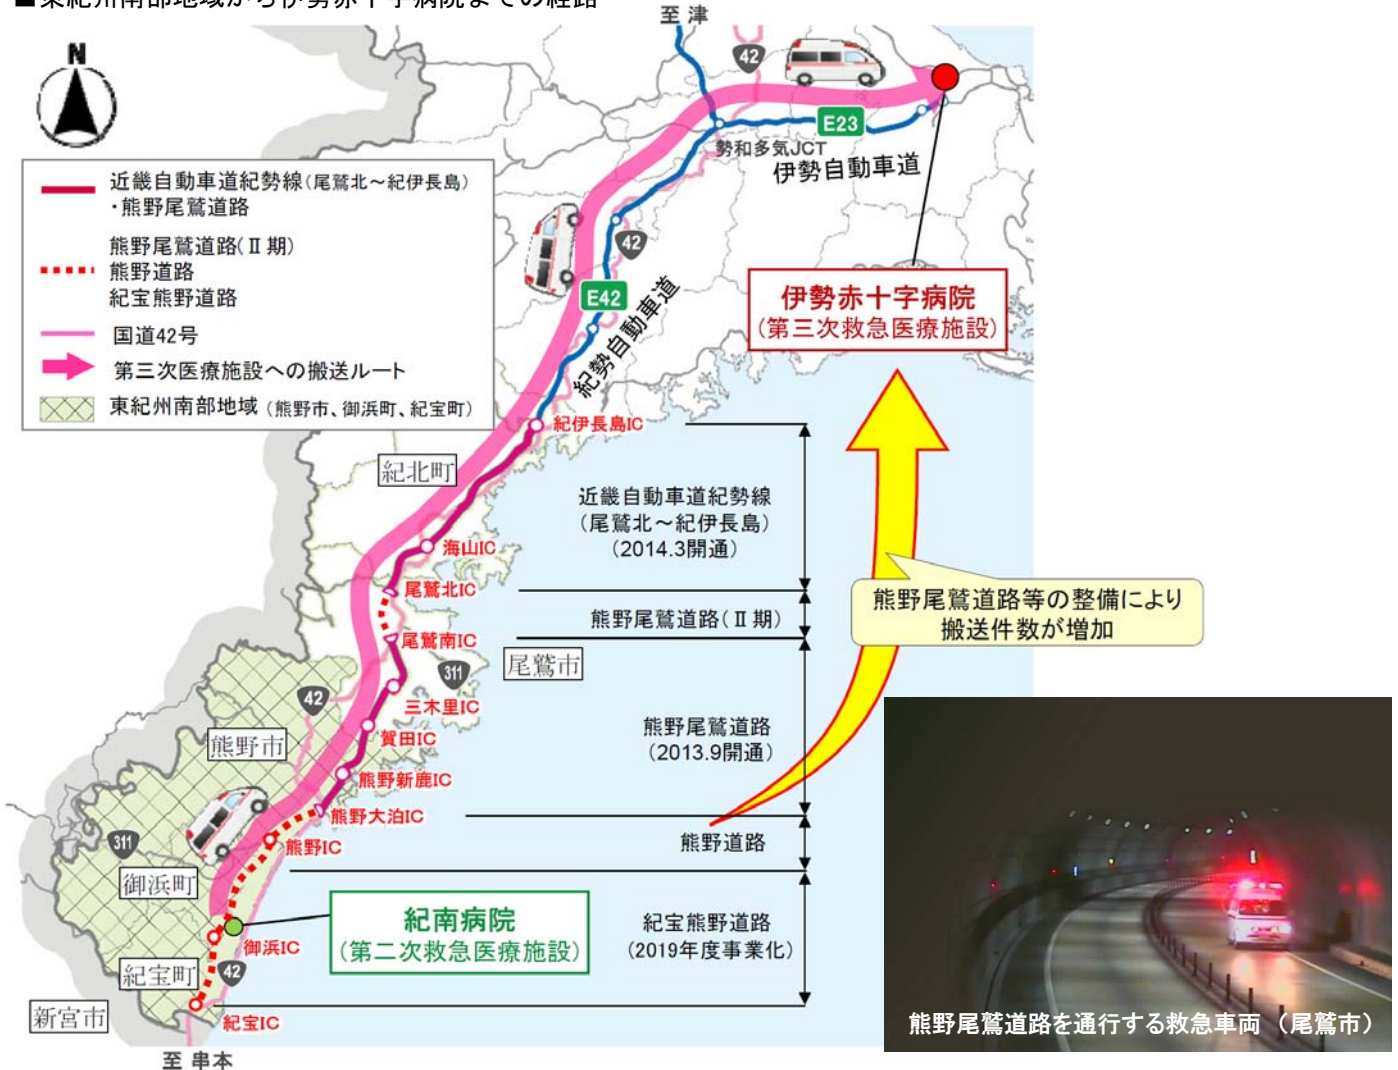 ■東紀州南部地域から伊勢赤十字病院までの経路
至 津
N
42
E23
勢和多気JCT
伊勢自動車道
近畿自動車道紀勢線(尾鷲北～紀伊長島)
・熊野尾鷲道路
熊野尾鷲道路(Ⅱ期)
熊野道路
紀宝熊野道路
国道42号
第三次医療施設への搬送ルート
東紀州南部地域 (熊野市、御浜町、紀宝町)
42
E42
紀勢自動車道
伊勢赤十字病院
(第三次救急医療施設)
紀伊長島IC
紀北町
近畿自動車道紀勢線
(尾鷲北～紀伊長島)
(2014.3開通)
海山IC
尾鷲北IC
熊野尾鷲道路(Ⅱ期)
熊野尾鷲道路等の整備により
搬送件数が増加
尾鷲南IC
尾鷲市
311
42
三木里IC
賀田IC
熊野尾鷲道路
(2013.9開通)
熊野市
熊野新鹿IC
熊野大泊IC
311
熊野IC
熊野道路
御浜町
紀南病院
(第二次救急医療施設)
紀宝熊野道路
(2019年度事業化)
御浜IC
紀宝町
42
新宮市
紀宝IC
至 串本
熊野尾鷲道路を通行する救急車両 (尾鷲市)